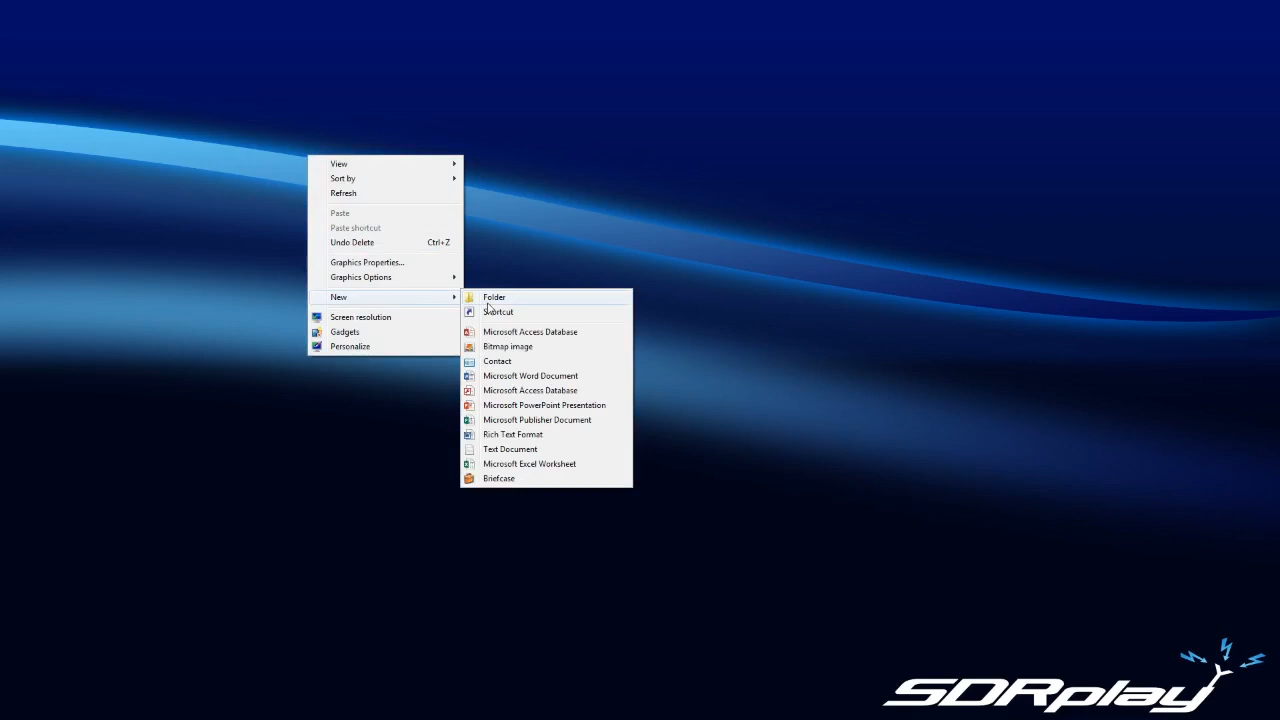 View
Sort by
Refresh
Paste
Paste shortcut
Undo Delete Ctrl+Z
Graphics Properties...
Graphics Options
New
Screen resolution
Gadgets
Personalize
Folder
Shortcut
Microsoft Access Database
Bitmap image
Contact
Microsoft Word Document
Microsoft Access Database
Microsoft PowerPoint Presentation
Microsoft Publisher Document
Rich Text Format
Text Document
Microsoft Excel Worksheet
Briefcase
SDRplay